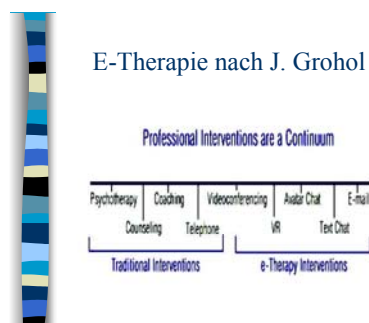 E-Therapie nach J. Grohol
Professional Interventions are a Continuum
Psychotherapy Coaching Videoconferencing Avatar Chat E-mail
Counseling Telephone VR Text Chat
Traditional Interventions e-Therapy Interventions